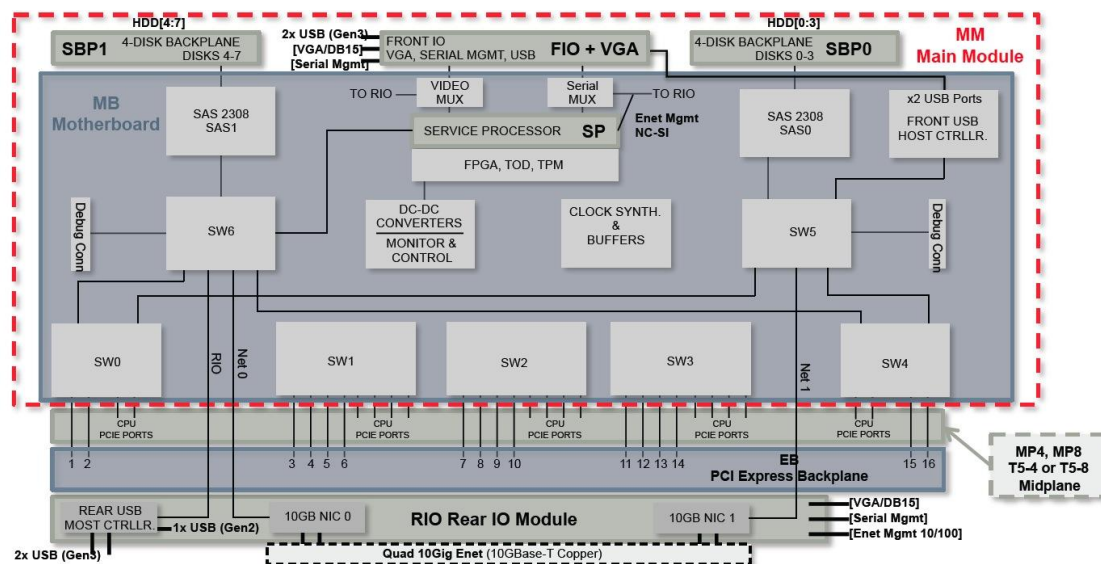 HDD[4:7]
HDD[0:3]
MM
Main Module
SBP1
4-DISK BACKPLANE
DISKS 4-7
2x USB (Gen3)
[VGA/DB15]
[Serial Mgmt]
FRONT IO
VGA, SERIAL MGMT, USB
FIO + VGA
4-DISK BACKPLANE
DISKS 0-3
SBP0
MB
Motherboard
SAS 2308
SAS1
TO RIO
VIDEO
MUX
Serial
MUX
TO RIO
Enet Mgmt
NC-SI
SERVICE PROCESSOR
SP
FPGA, TOD, TPM
SAS 2308
SAS0
x2 USB Ports
FRONT USB
HOST CTRLLR.
Debug Conn
SW6
DC-DC
CONVERTERS
MONITOR &
CONTROL
CLOCK SYNTH.
&
BUFFERS
SW5
Debug Conn
SW0
RIO
Net 0
SW1
SW2
SW3
Net 1
SW4
CPU
PCIE PORTS
CPU
PCIE PORTS
CPU
PCIE PORTS
CPU
PCIE PORTS
CPU
PCIE PORTS
1 2
3 4 5 6
7 8 9 10
11 12 13 14
15 16
EB
PCI Express Backplane
MP4, MP8
T5-4 or T5-8
Midplane
REAR USB
MOST CTRLLR.
1x USB (Gen2)
2x USB (Gen3)
10GB NIC 0
RIO Rear IO Module
10GB NIC 1
[VGA/DB15]
[Serial Mgmt]
[Enet Mgmt 10/100]
Quad 10Gig Enet (10GBase-T Copper)